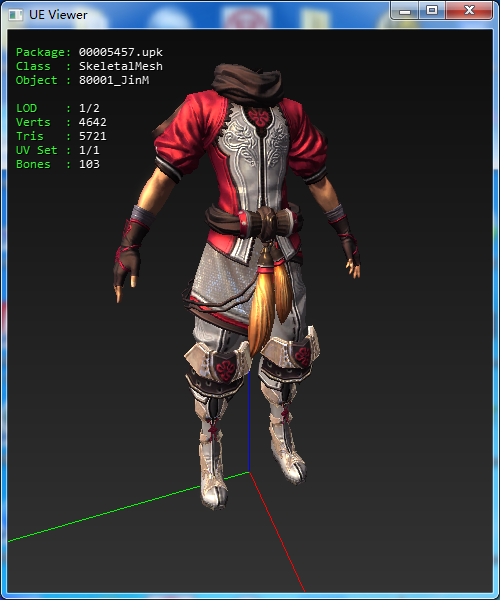 UE Viewer
Package: 00005457.upk
Class : SkeletalMesh
Object : 80001_JinM
LOD : 1/2
Verts : 4642
Tris : 5721
UV Set : 1/1
Bones : 103